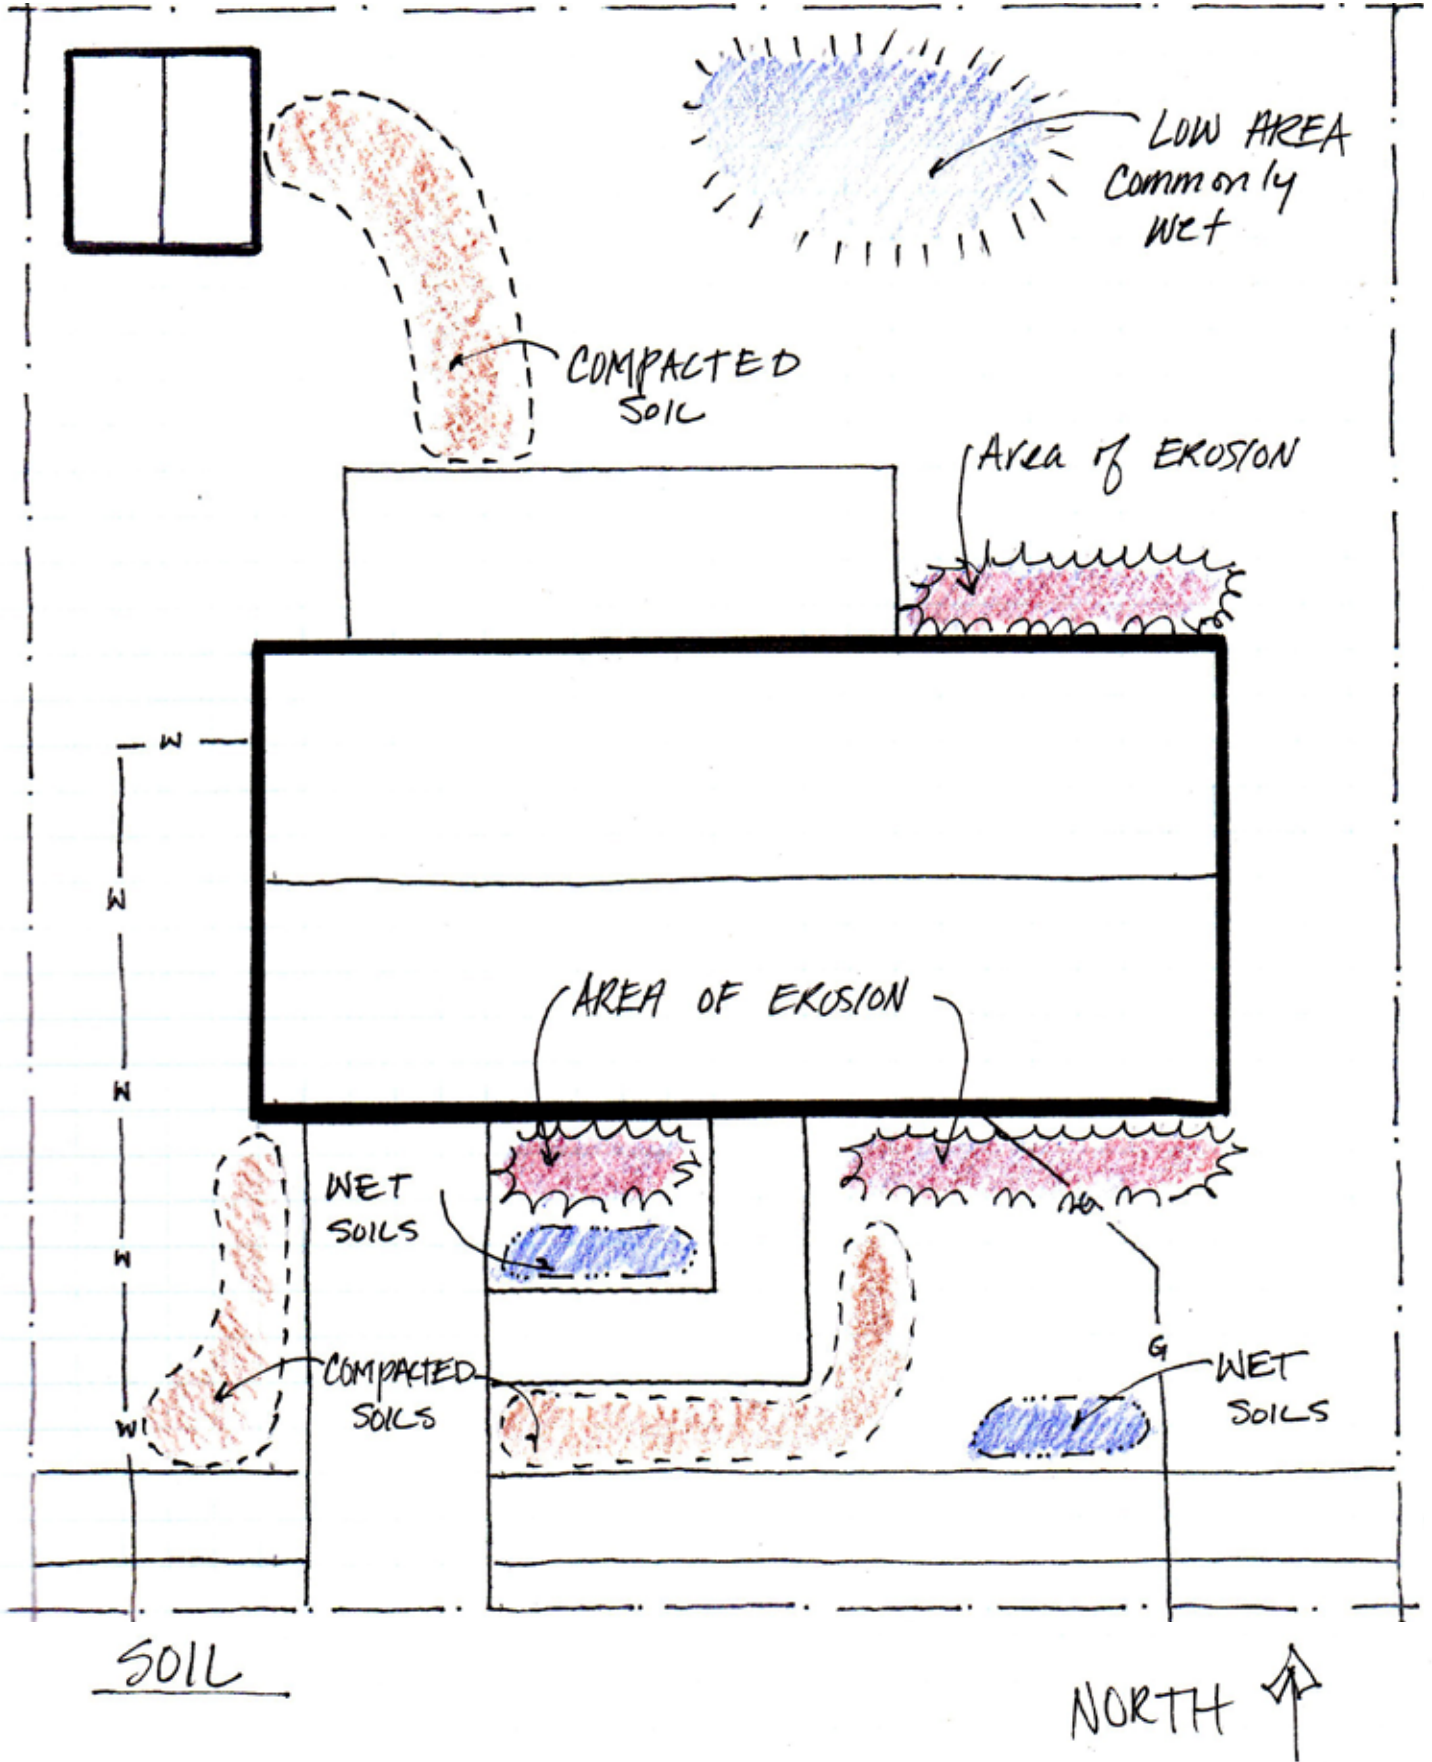 LOW AREA
Commonly
Wet
COMPACTED
SOIL
Area of EROSION
W
W
AREA OF EROSION
W
WET
SOILS
G
W
G
COMPACTED
SOILS
WET
SOILS
W
SOIL
NORTH